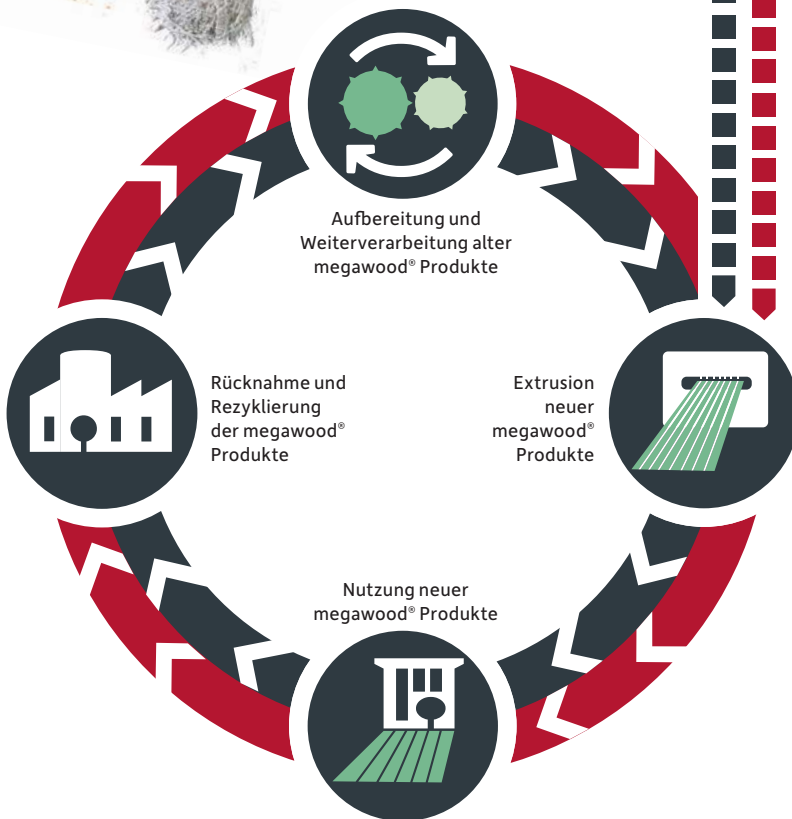 Aufbereitung und
Weiterverarbeitung alter
megawood® Produkte
Rücknahme und
Rezyklierung
der megawood®
Produkte
Extrusion
neuer
megawood®
Produkte
Nutzung neuer
megawood® Produkte